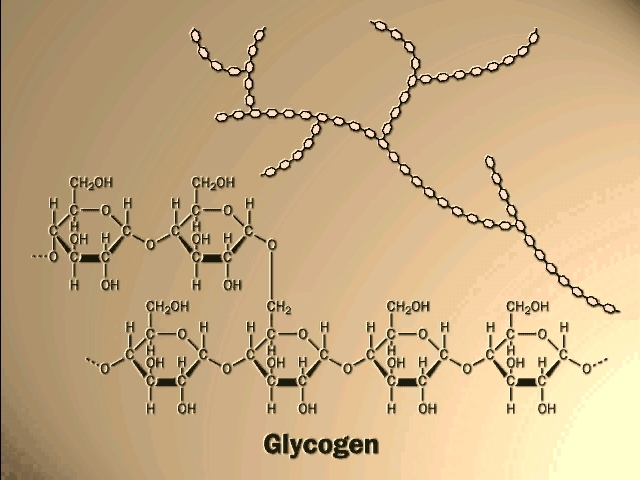 CH₂OH CH₂OH
H O H H O H
C C C C
H H
OH H OH H O
O C C O C C
H OH H OH
CH₂OH CH₂ CH₂OH CH₂OH
H O H H O H H O H H O H
C C C C C C C C
H H H H
OH H OH H OH H OH H
O C C O C C O C C O C C O
H OH H OH H OH H OH
Glycogen